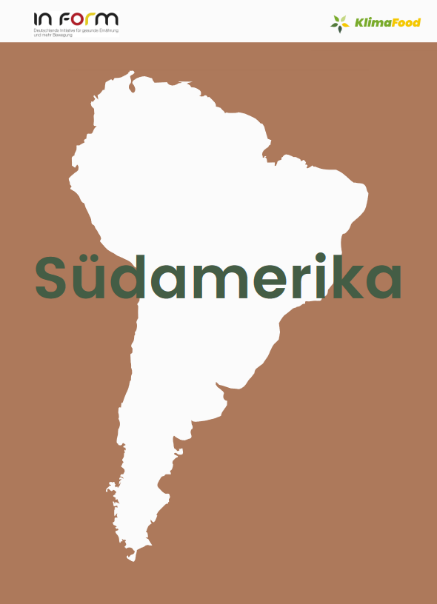 IN FORM
Deutschlands Initiative für gesunde Ernährung
und mehr Bewegung
KlimaFood
Südamerika